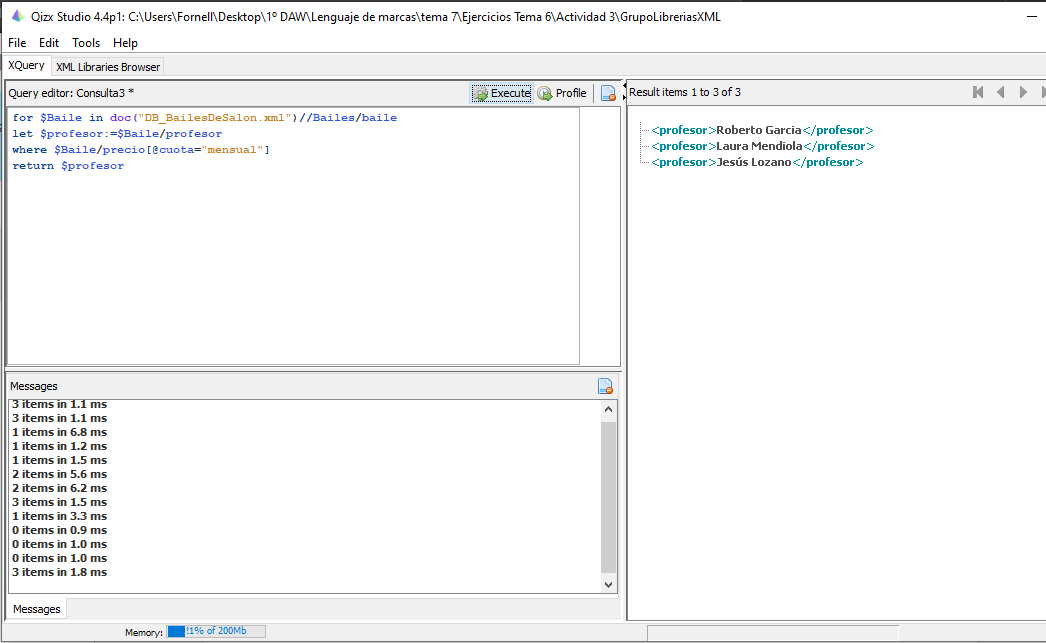 Qizx Studio 4.4p1: C:\Users\Fornell\Desktop\1º DAW\Lenguaje de marcas\tema 7\Ejercicios Tema 6\Actividad 3\GrupoLibreriasXML
File Edit Tools Help
XQuery XML Libraries Browser
Query editor: Consulta3 * Execute Profile
for $Baile in doc("DB_BailesDeSalon.xml")//Bailes/baile
let $profesor:=$Baile/profesor
where $Baile/precio[@cuota="mensual"]
return $profesor
Result items 1 to 3 of 3
<profesor>Roberto Garcia</profesor>
<profesor>Laura Mendiola</profesor>
<profesor>Jesús Lozano</profesor>
Messages
3 items in 1.1 ms
3 items in 1.1 ms
1 items in 6.8 ms
1 items in 1.2 ms
1 items in 1.5 ms
2 items in 5.6 ms
2 items in 6.2 ms
3 items in 1.5 ms
1 items in 3.3 ms
0 items in 0.9 ms
0 items in 1.0 ms
0 items in 1.0 ms
3 items in 1.8 ms
Messages
Memory: 21% of 200Mb